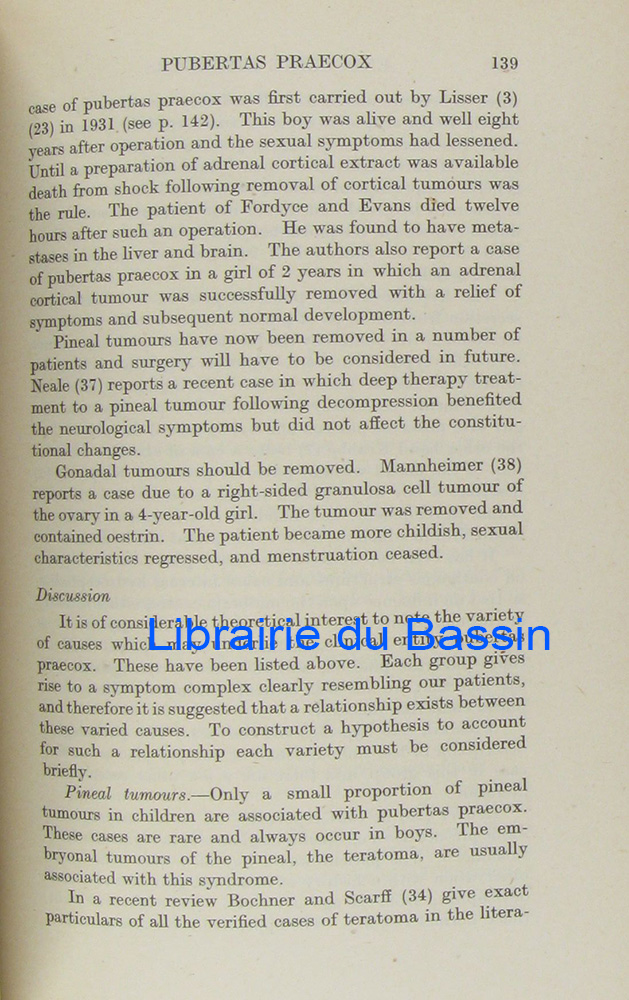 PUBERTAS PRAECOX 139
case of pubertas praecox was first carried out by Lisser (3)
(23) in 1931 (see p. 142). This boy was alive and well eight
years after operation and the sexual symptoms had lessened.
Until a preparation of adrenal cortical extract was available
death from shock following removal of cortical tumours was
the rule. The patient of Fordyce and Evans died twelve
hours after such an operation. He was found to have meta-
stases in the liver and brain. The authors also report a case
of pubertas praecox in a girl of 2 years in which an adrenal
cortical tumour was successfully removed with a relief of
symptoms and subsequent normal development.
Pineal tumours have now been removed in a number of
patients and surgery will have to be considered in future.
Neale (37) reports a recent case in which deep therapy treat-
ment to a pineal tumour following decompression benefited
the neurological symptoms but did not affect the constitu-
tional changes.
Gonadal tumours should be removed. Mannheimer (38)
reports a case due to a right-sided granulosa cell tumour of
the ovary in a 4-year-old girl. The tumour was removed and
contained oestrin. The patient became more childish, sexual
characteristics regressed, and menstruation ceased.
Discussion
It is of considerable theoretical interest to note the variety
of causes which may underlie the clinical entity pubertas
Librairie du Bassin
praecox. These have been listed above. Each group gives
rise to a symptom complex clearly resembling our patients,
and therefore it is suggested that a relationship exists between
these varied causes. To construct a hypothesis to account
for such a relationship each variety must be considered
briefly.
Pineal tumours.—Only a small proportion of pineal
tumours in children are associated with pubertas praecox.
These cases are rare and always occur in boys. The em-
bryonal tumours of the pineal, the teratoma, are usually
associated with this syndrome.
In a recent review Bochner and Scarff (34) give exact
particulars of all the verified cases of teratoma in the litera-